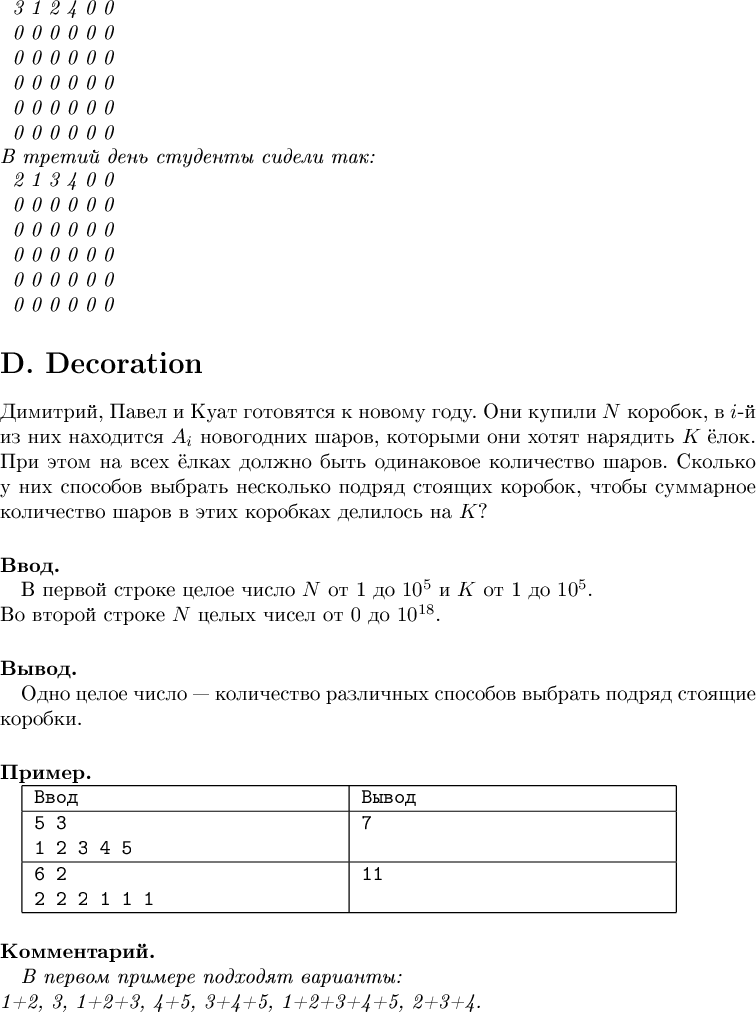 3 1 2 4 0 0
0 0 0 0 0 0
0 0 0 0 0 0
0 0 0 0 0 0
0 0 0 0 0 0
0 0 0 0 0 0
В третий день студенты сидели так:
2 1 3 4 0 0
0 0 0 0 0 0
0 0 0 0 0 0
0 0 0 0 0 0
0 0 0 0 0 0
0 0 0 0 0 0
D. Decoration
Димитрий, Павел и Куат готовятся к новому году. Они купили N коробок, в i-й
из них находится A_i новогодних шаров, которыми они хотят нарядить K ёлок.
При этом на всех ёлках должно быть одинаковое количество шаров. Сколько
у них способов выбрать несколько подряд стоящих коробок, чтобы суммарное
количество шаров в этих коробках делилось на K?
Ввод.
В первой строке целое число N от 1 до 10^5 и K от 1 до 10^5.
Во второй строке N целых чисел от 0 до 10^18.
Вывод.
Одно целое число — количество различных способов выбрать подряд стоящие
коробки.
Пример.
Ввод Вывод
5 3 7
1 2 3 4 5
6 2 11
2 2 2 1 1 1
Комментарий.
В первом примере подходят варианты:
1+2, 3, 1+2+3, 4+5, 3+4+5, 1+2+3+4+5, 2+3+4.